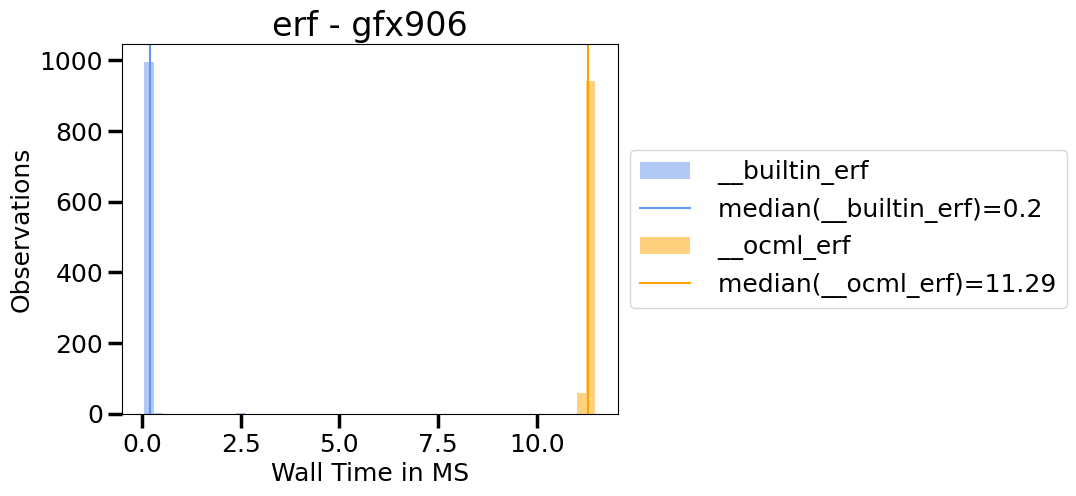 erf - gfx906
1000
800
600
400
200
0
Observations
0.0 2.5 5.0 7.5 10.0
Wall Time in MS
__builtin_erf
median(__builtin_erf)=0.2
__ocml_erf
median(__ocml_erf)=11.29